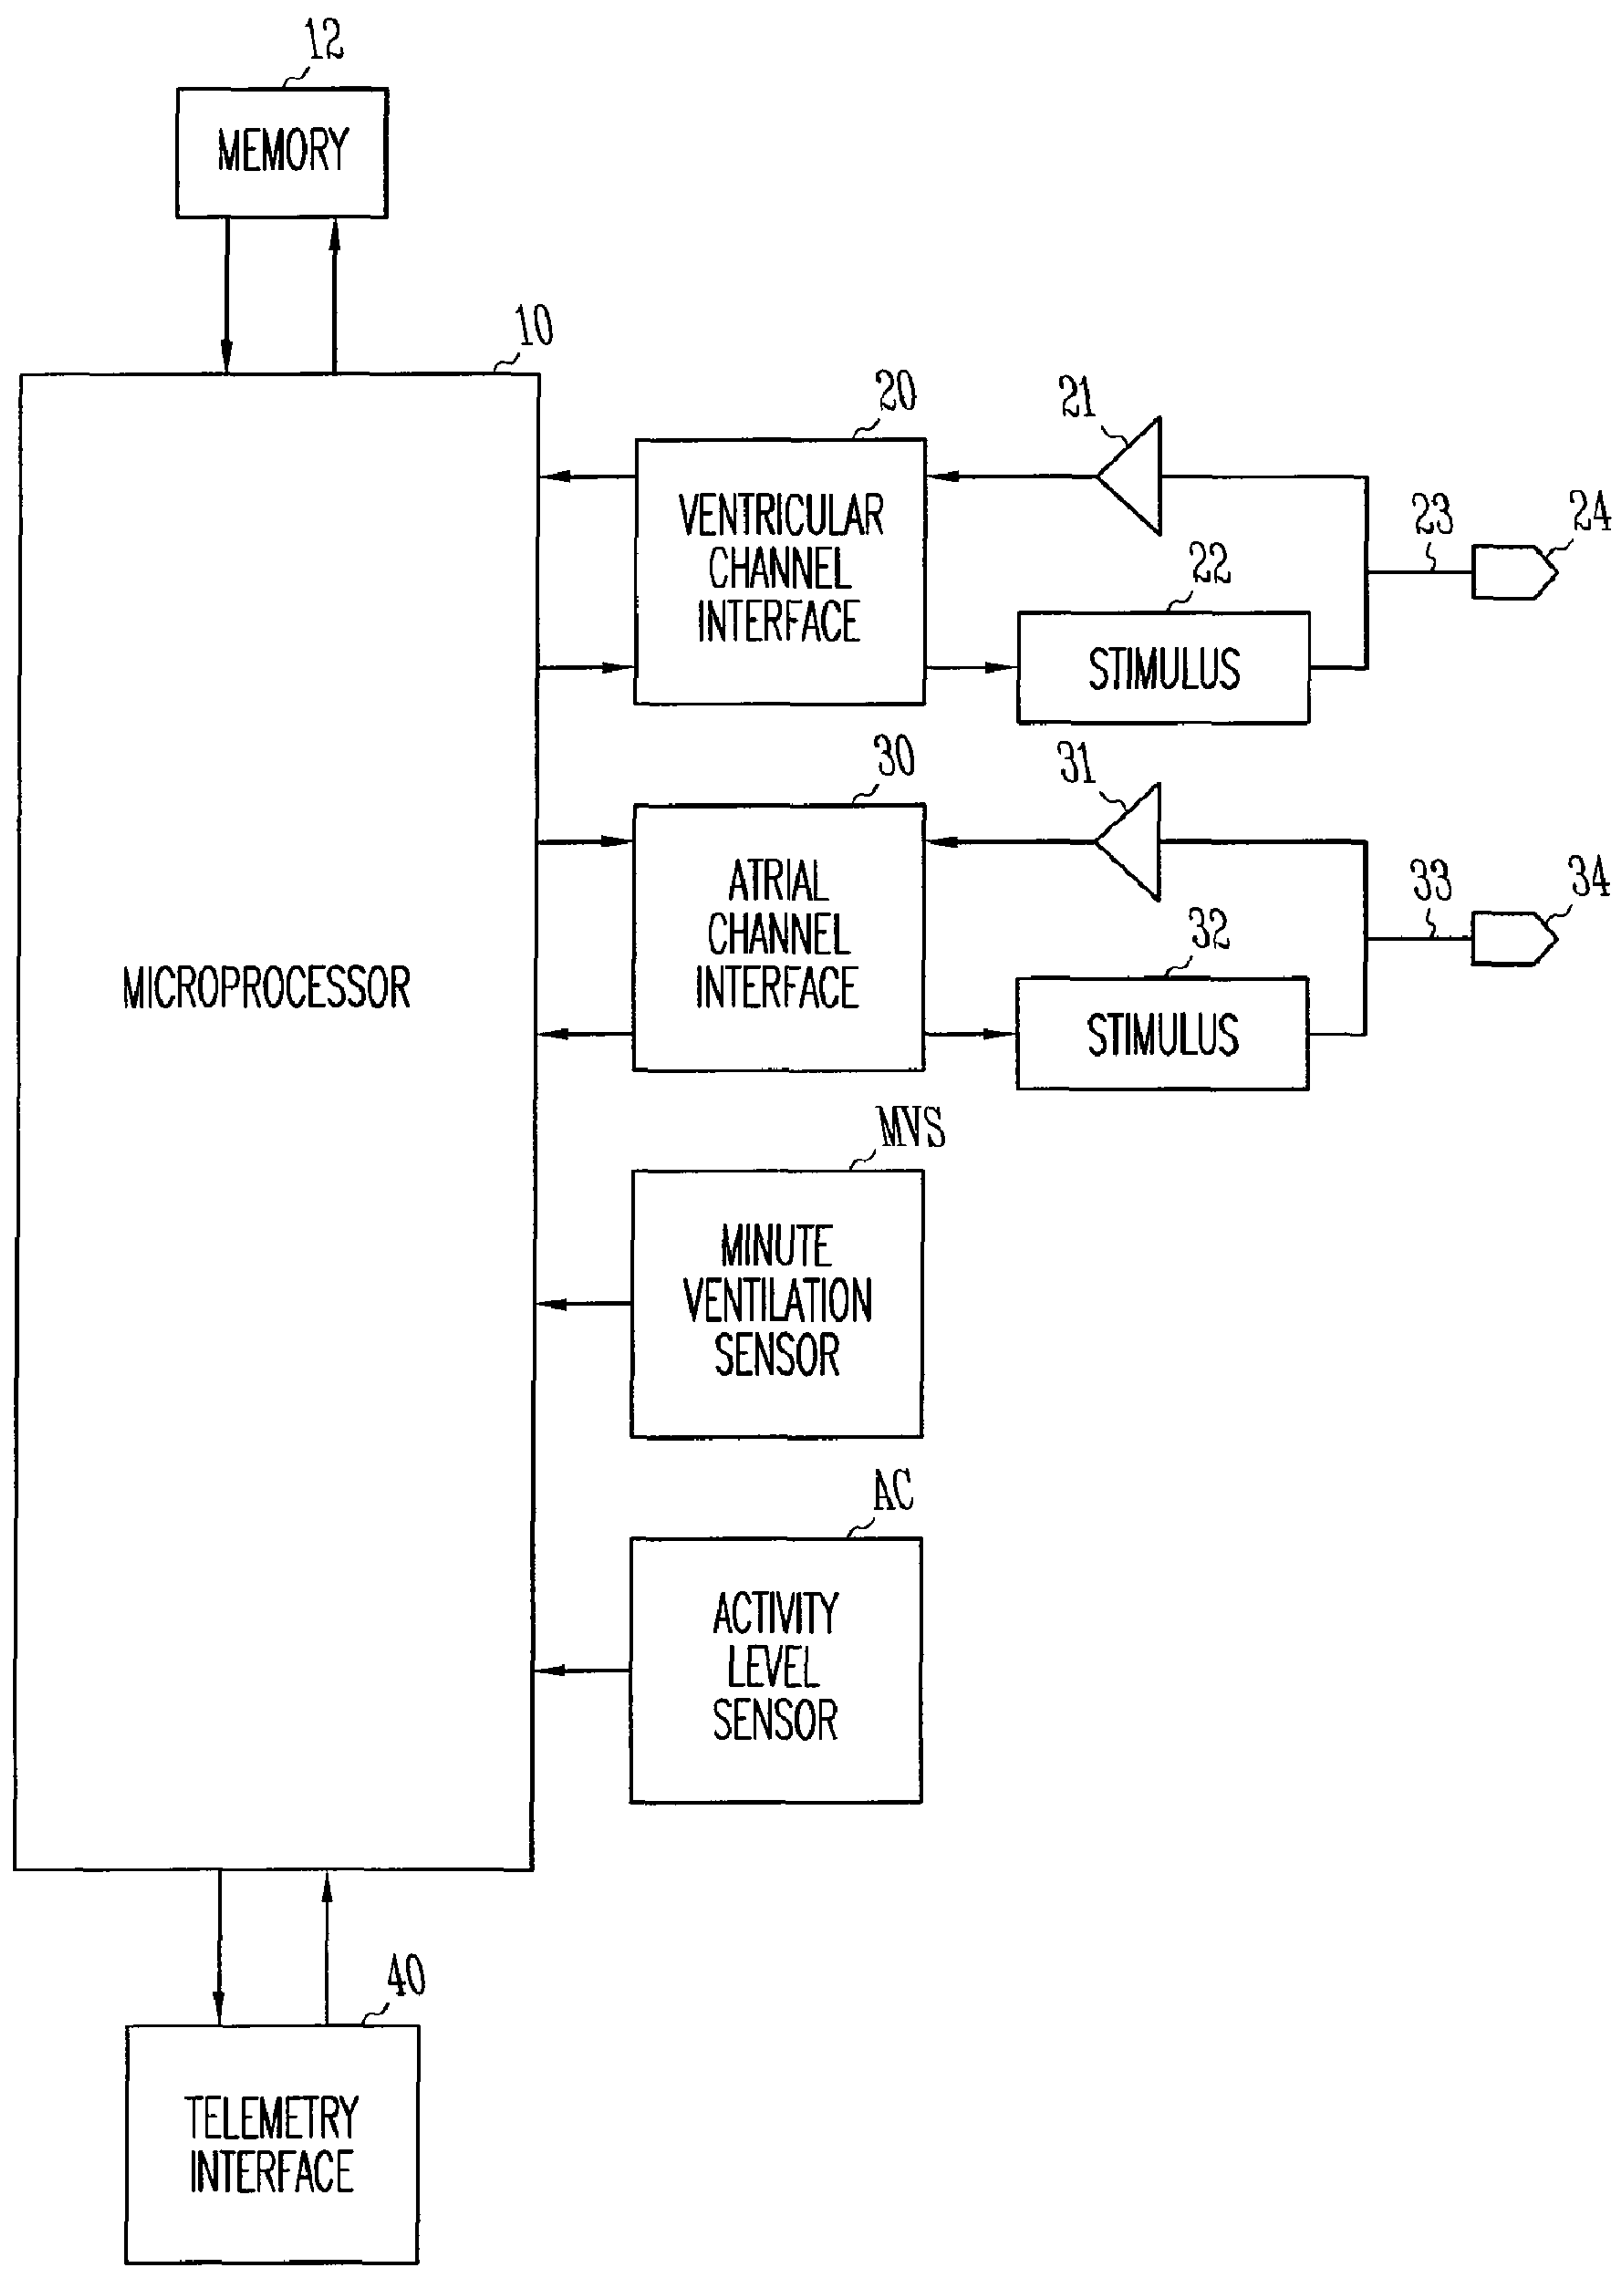 12
MEMORY
10
MICROPROCESSOR
20
VENTRICULAR
CHANNEL
INTERFACE
21
22
STIMULUS
23
24
30
ATRIAL
CHANNEL
INTERFACE
31
32
STIMULUS
33
34
MVS
MINUTE
VENTILATION
SENSOR
AC
ACTIVITY
LEVEL
SENSOR
40
TELEMETRY
INTERFACE